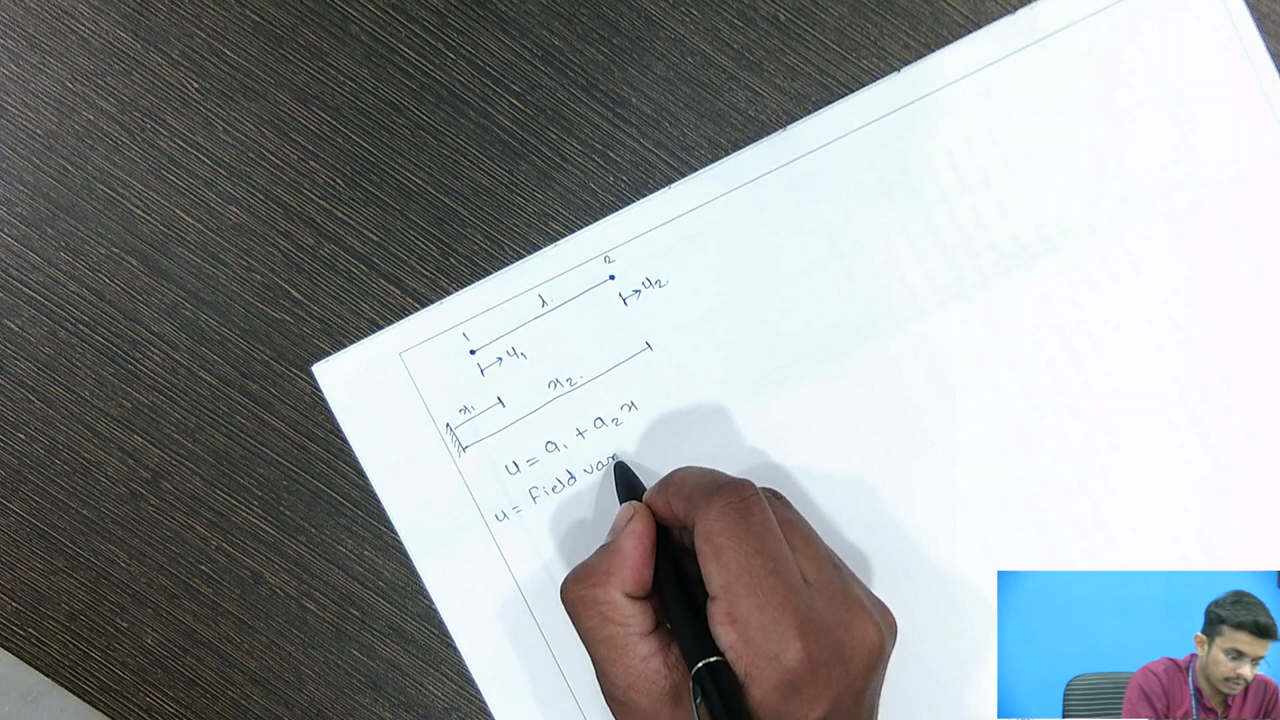 2
l.
1
u₂
u₁
x₂.
x₁
u = a₁ + a₂x
u = Field var